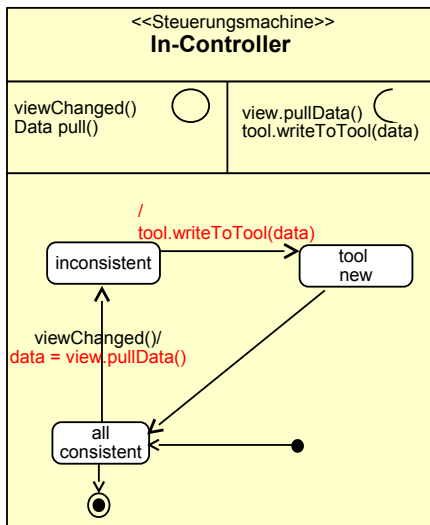 <<Steuerungsmachine>>
In-Controller
viewChanged()
Data pull()
view.pullData()
tool.writeToTool(data)
/
tool.writeToTool(data)
inconsistent
tool
new
viewChanged()/
data = view.pullData()
all
consistent